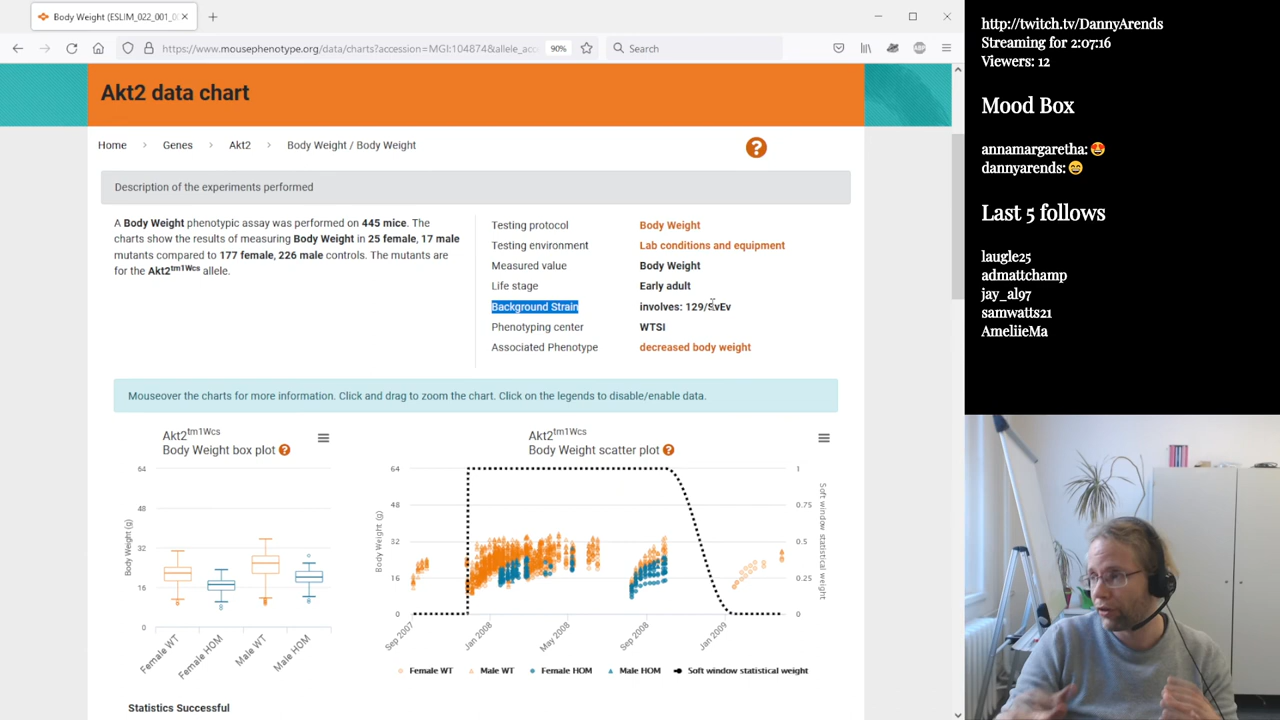 Body Weight (ESLIM_022_001_0
https://www.mousephenotype.org/data/charts?accession=MGI:104874&allele_acc
90%
Search
Akt2 data chart
Home > Genes > Akt2 > Body Weight / Body Weight
?
Description of the experiments performed
A Body Weight phenotypic assay was performed on 445 mice. The
charts show the results of measuring Body Weight in 25 female, 17 male
mutants compared to 177 female, 226 male controls. The mutants are
for the Akt2tm1Wcs allele.
Testing protocol Body Weight
Testing environment Lab conditions and equipment
Measured value Body Weight
Life stage Early adult
Background Strain involves: 129/SvEv
Phenotyping center WTSI
Associated Phenotype decreased body weight
Mouseover the charts for more information. Click and drag to zoom the chart. Click on the legends to disable/enable data.
Akt2tm1Wcs
Body Weight box plot ?
64
48
32
16
0
Body Weight (g)
Female WT
Female HOM
Male WT
Male HOM
Akt2tm1Wcs
Body Weight scatter plot ?
64
48
32
16
0
Body Weight (g)
1
0.75
0.5
0.25
0
Soft window statistical weight
Sep 2007
Jan 2008
May 2008
Sep 2008
Jan 2009
Female WT Male WT Female HOM Male HOM Soft window statistical weight
Statistics Successful
http://twitch.tv/DannyArends
Streaming for 2:07:16
Viewers: 12
Mood Box
annamargaretha: 😍
dannyarends: 😄
Last 5 follows
laugle25
admattchamp
jay_al97
samwatts21
AmeliieMa